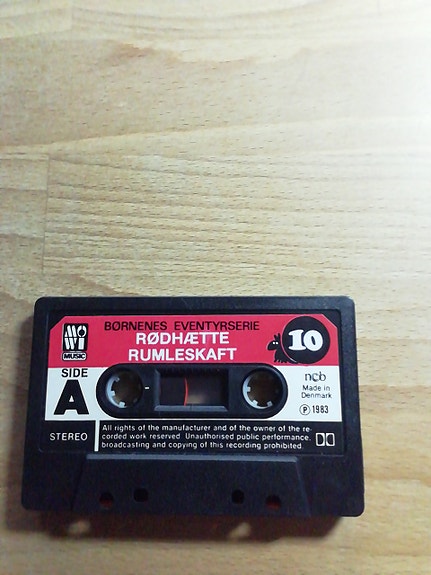 MOWI
MUSIC
BØRNENES EVENTYRSERIE
RØDHÆTTE
RUMLESKAFT
10
SIDE
A
ncb
Made in
Denmark
℗ 1983
STEREO
All rights of the manufacturer and of the owner of the re-
corded work reserved. Unauthorised public performance,
broadcasting and copying of this recording prohibited.